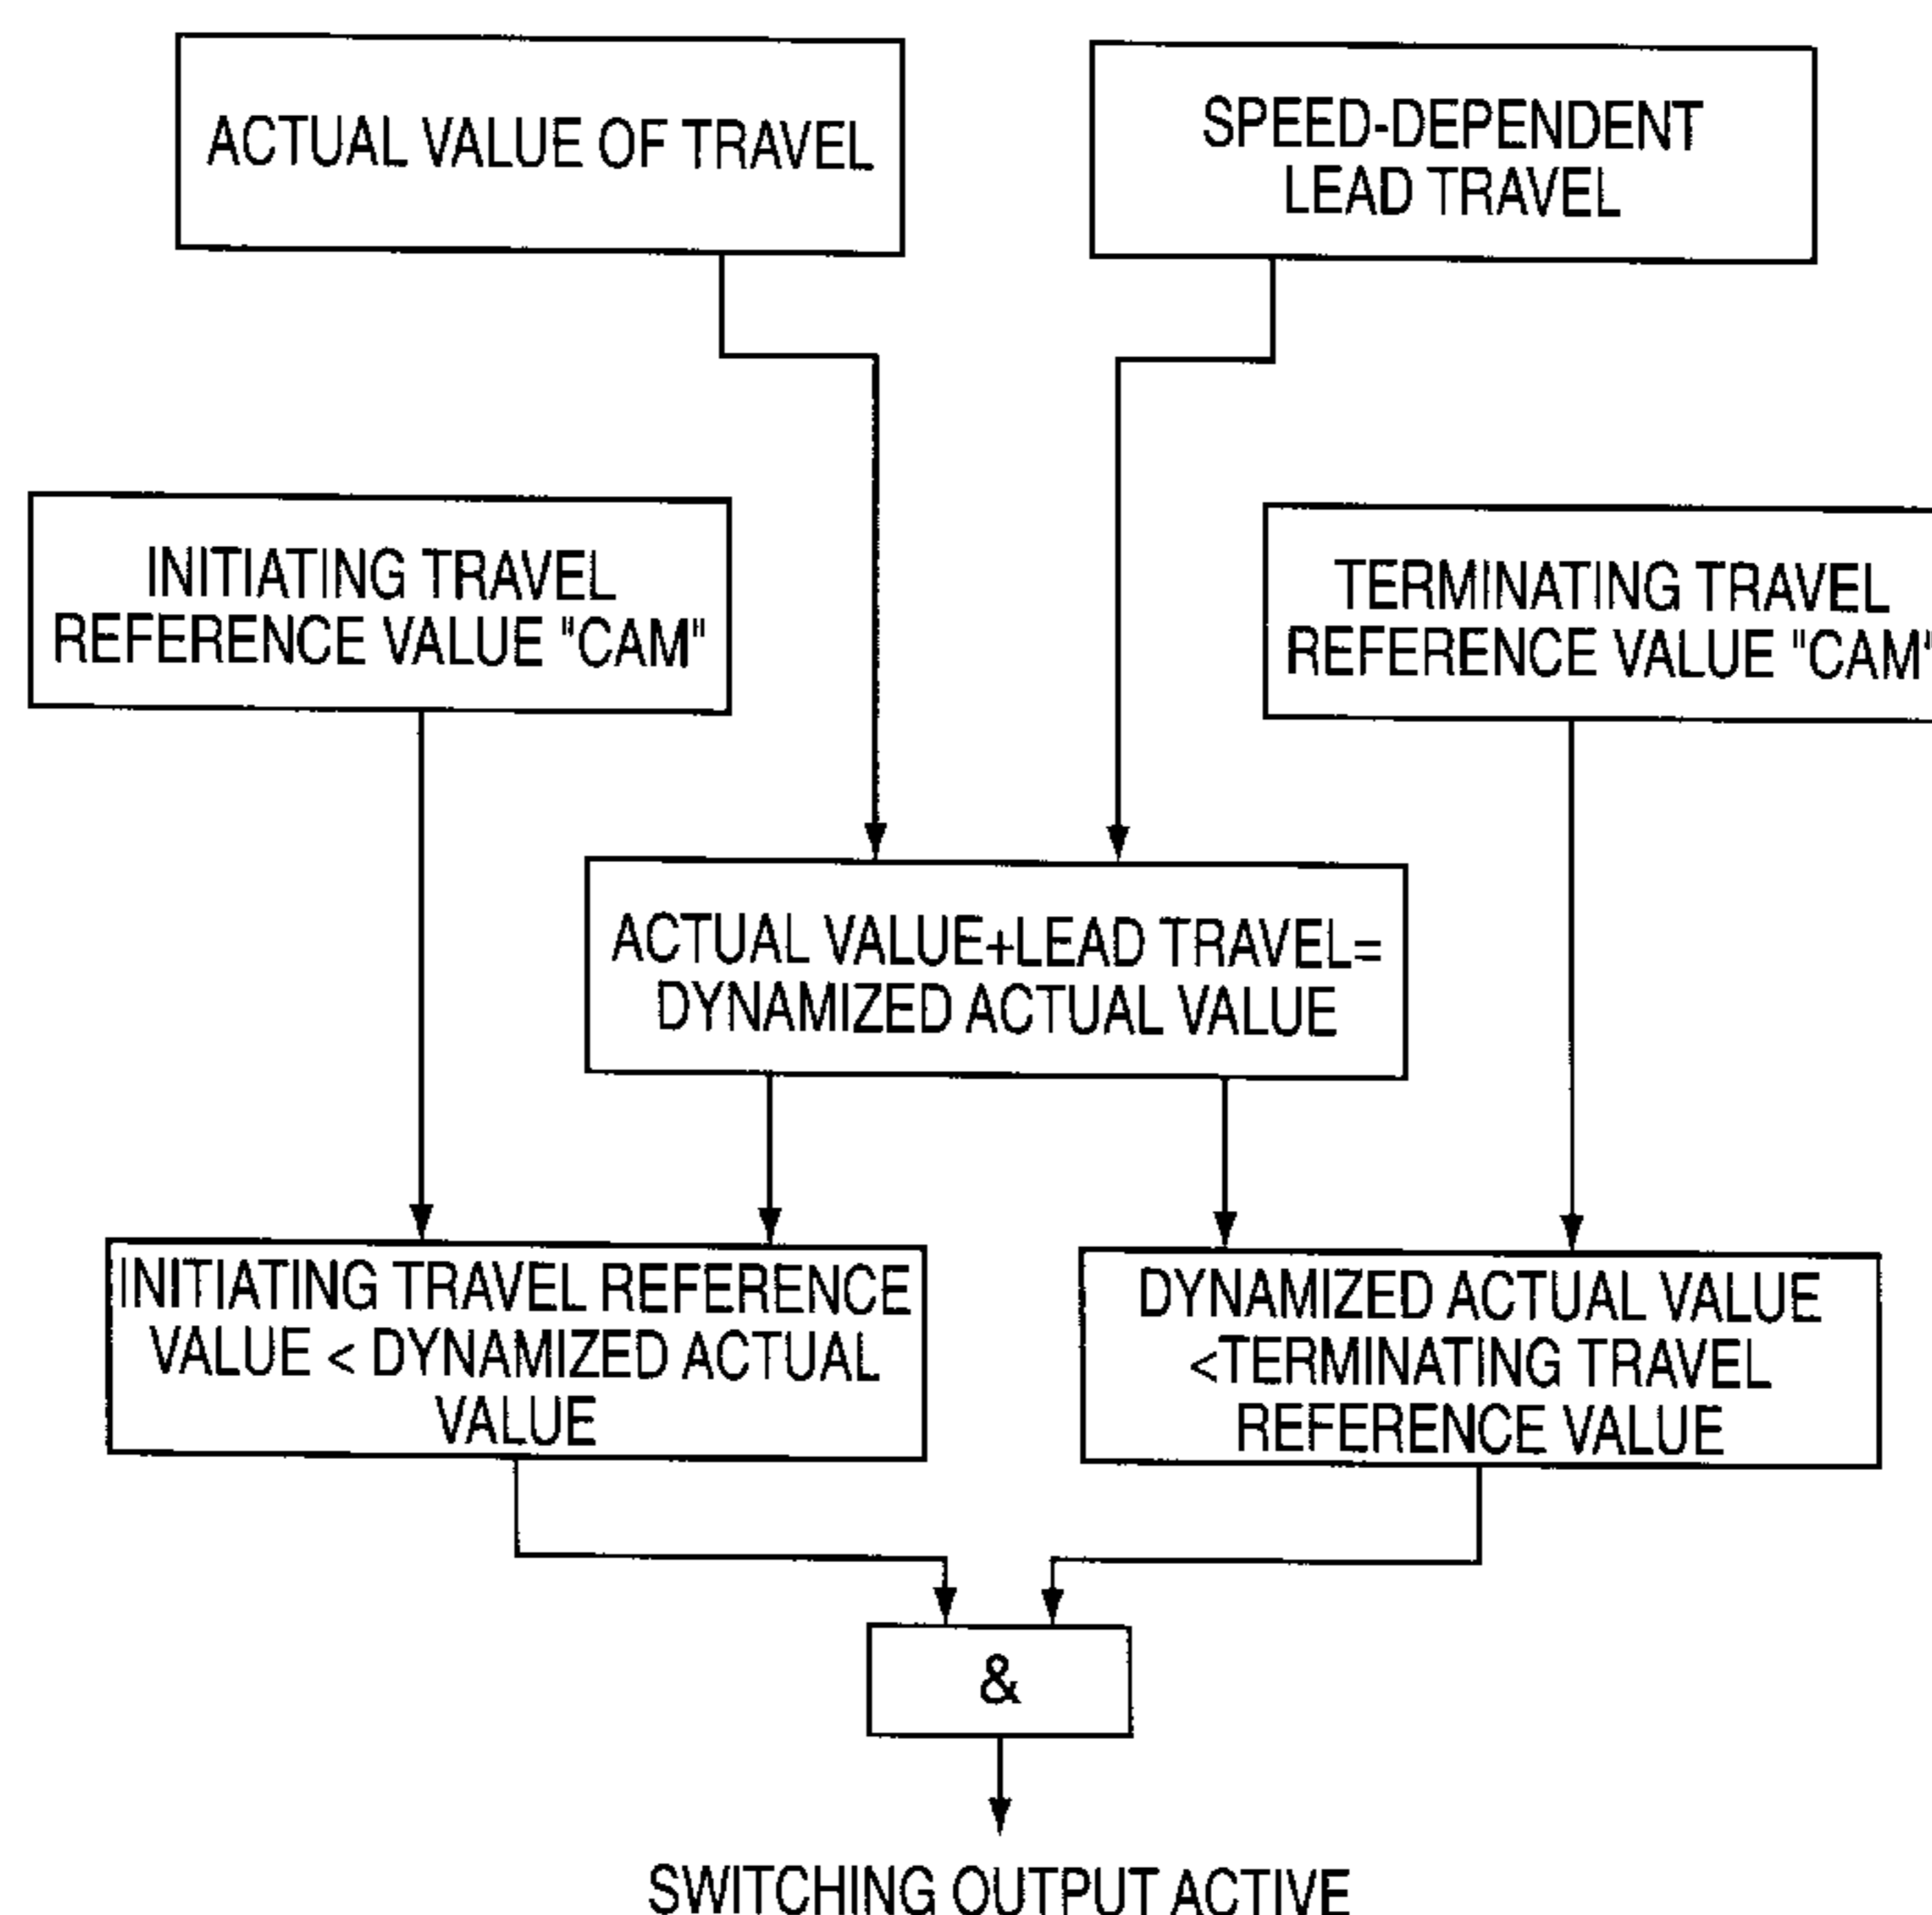 ACTUAL VALUE OF TRAVEL
SPEED-DEPENDENT
LEAD TRAVEL
INITIATING TRAVEL
REFERENCE VALUE "CAM"
TERMINATING TRAVEL
REFERENCE VALUE "CAM"
ACTUAL VALUE+LEAD TRAVEL=
DYNAMIZED ACTUAL VALUE
INITIATING TRAVEL REFERENCE
VALUE < DYNAMIZED ACTUAL
VALUE
DYNAMIZED ACTUAL VALUE
<TERMINATING TRAVEL
REFERENCE VALUE
&
SWITCHING OUTPUT ACTIVE